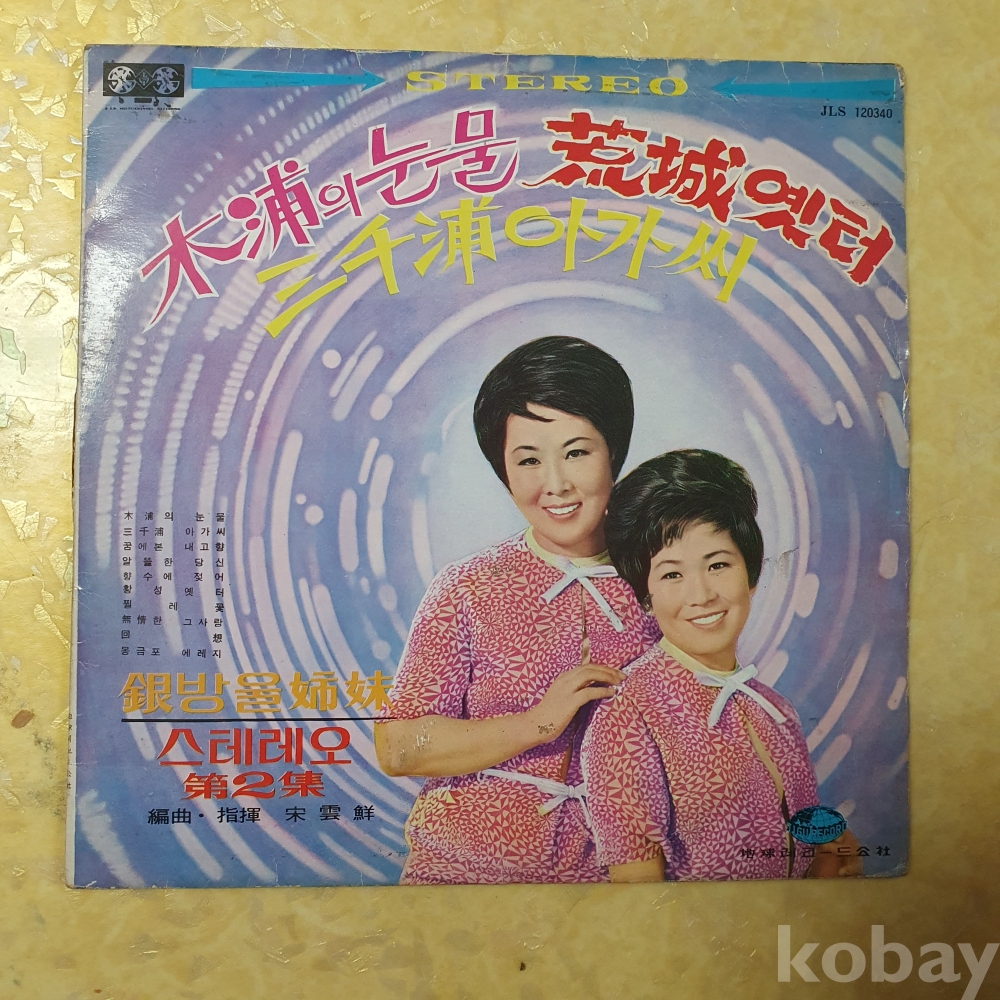 STEREO
JLS 120340
木浦의 눈물
荒城옛터
三千浦 아가씨
木浦의 눈물
三千浦 아가씨
꿈에본 내고향
알뜰한 당신
향수에 젖어
황성옛터
찔레꽃
無情한 그사람
回想
몽금포 에레지
銀방울姉妹
스테레오
第2集
編曲・指揮 宋雲鮮
JIGU RECORD
地球레코―드公社
kobay